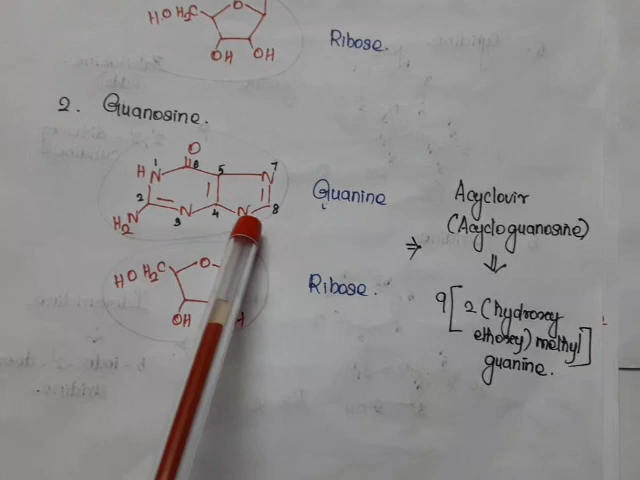 HOH₂C O
OH OH
Ribose.
2. Guanosine.
O
HN 1 6 5 7 N
2 3 4 8
H₂N N N
Guanine
Acyclovir
(Acycloguanosine)
⇒
⇓
HOH₂C O
OH H
Ribose.
9[2(hydroxy
ethoxy) methyl]
guanine.